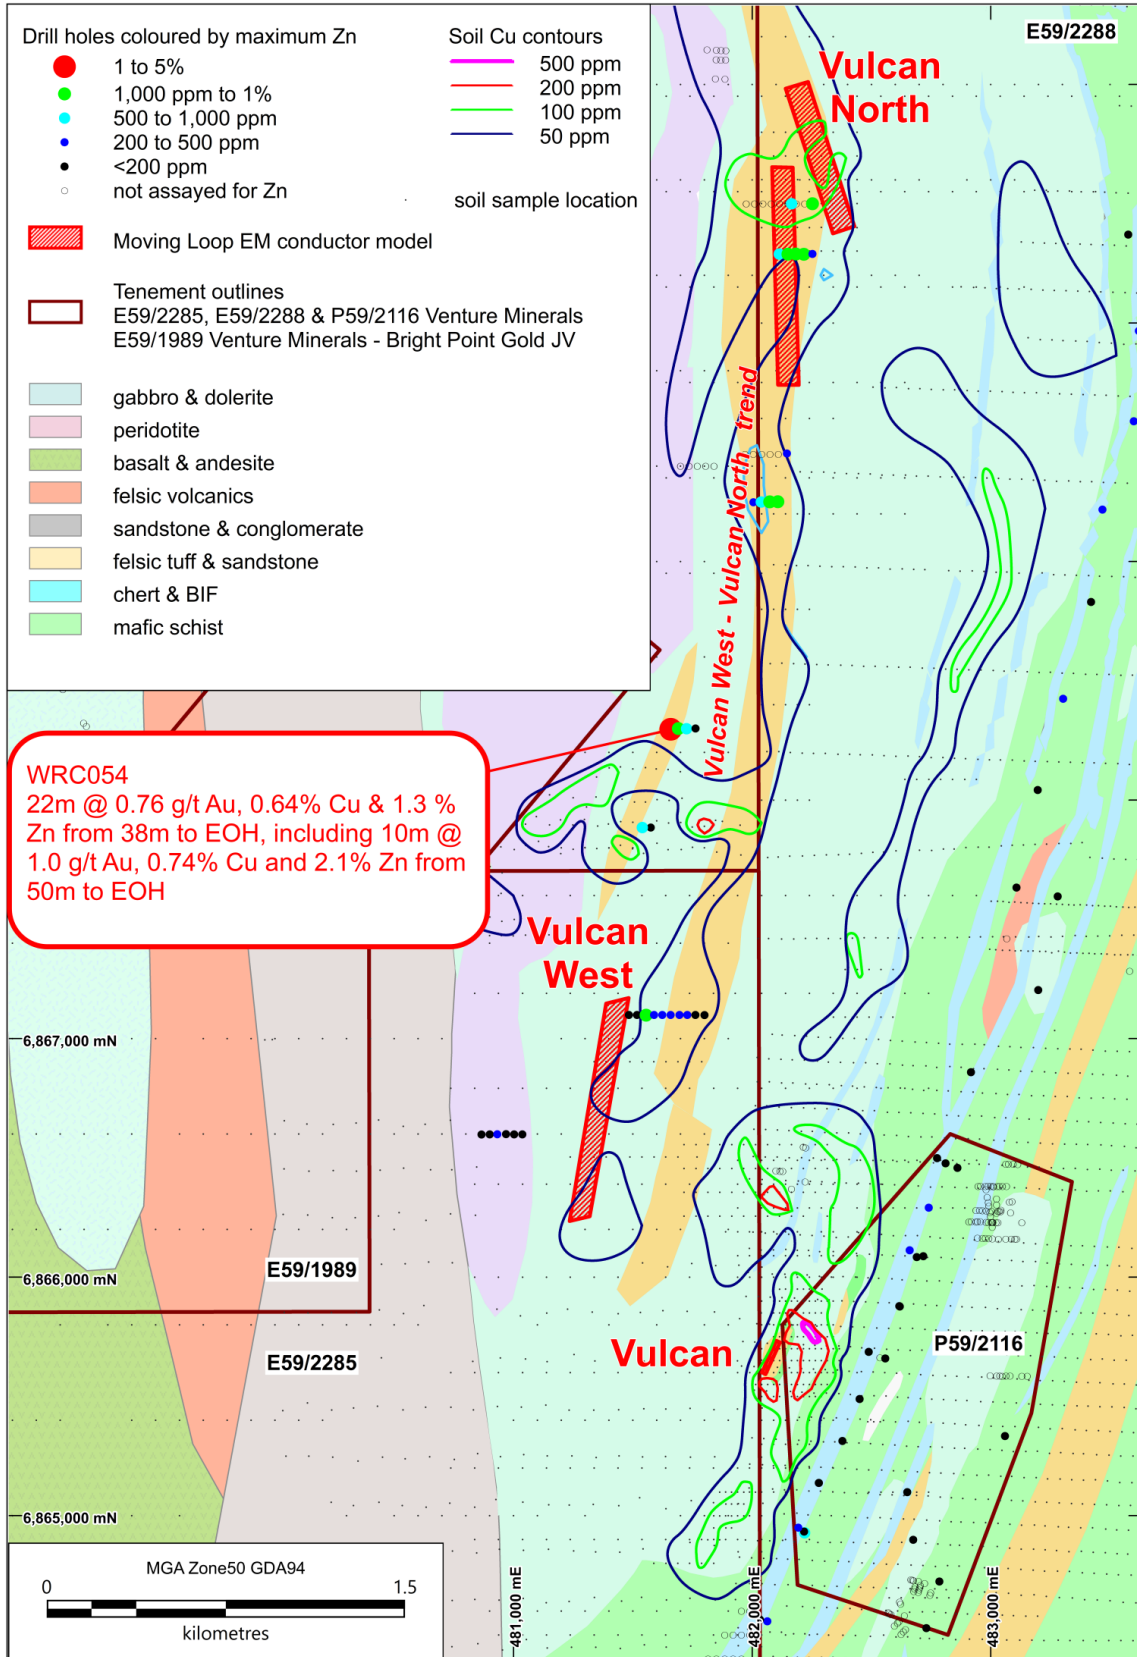 Drill holes coloured by maximum Zn
1 to 5%
1,000 ppm to 1%
500 to 1,000 ppm
200 to 500 ppm
<200 ppm
not assayed for Zn
Soil Cu contours
500 ppm
200 ppm
100 ppm
50 ppm
soil sample location
Moving Loop EM conductor model
Tenement outlines
E59/2285, E59/2288 & P59/2116 Venture Minerals
E59/1989 Venture Minerals - Bright Point Gold JV
gabbro & dolerite
peridotite
basalt & andesite
felsic volcanics
sandstone & conglomerate
felsic tuff & sandstone
chert & BIF
mafic schist
E59/2288
Vulcan
North
Vulcan West - Vulcan North trend
WRC054
22m @ 0.76 g/t Au, 0.64% Cu & 1.3 %
Zn from 38m to EOH, including 10m @
1.0 g/t Au, 0.74% Cu and 2.1% Zn from
50m to EOH
Vulcan
West
6,867,000 mN
6,866,000 mN
E59/1989
E59/2285
Vulcan
P59/2116
6,865,000 mN
MGA Zone50 GDA94
0
1.5
kilometres
481,000 mE
482,000 mE
483,000 mE